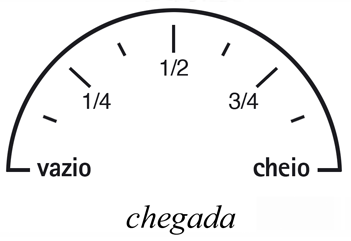 1/2
1/4 3/4
vazio cheio
chegada